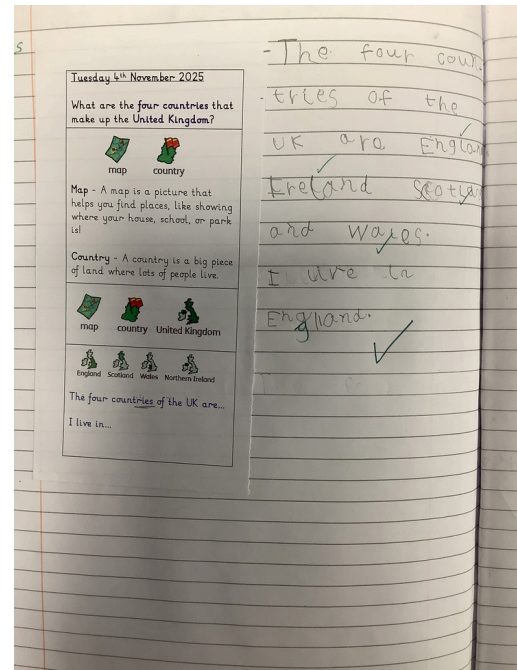 s
Tuesday 4th November 2025
What are the four countries that
make up the United Kingdom?
map country
Map - A map is a picture that
helps you find places, like showing
where your house, school, or park
is!
Country - A country is a big piece
of land where lots of people live.
map country United Kingdom
England Scotland Wales Northern Ireland
The four countries of the UK are...
I live in...
- The four coun
- tries of the
UK are Englan
Ireland Scotlan
and Wales.
I live in
England.